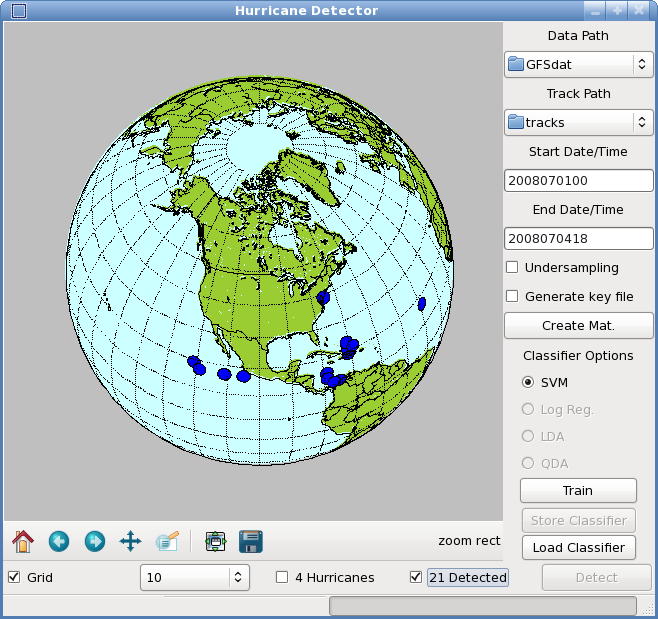 Hurricane Detector
Data Path
GFSdat
Track Path
tracks
Start Date/Time
2008070100
End Date/Time
2008070418
Undersampling
Generate key file
Create Mat.
Classifier Options
SVM
Log Reg.
LDA
QDA
Train
Store Classifier
Load Classifier
zoom rect
Grid
10
4 Hurricanes
21 Detected
Detect